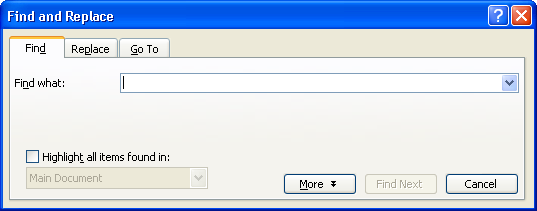 Find and Replace
Find Replace Go To
Find what:
Highlight all items found in:
Main Document
More Find Next Cancel